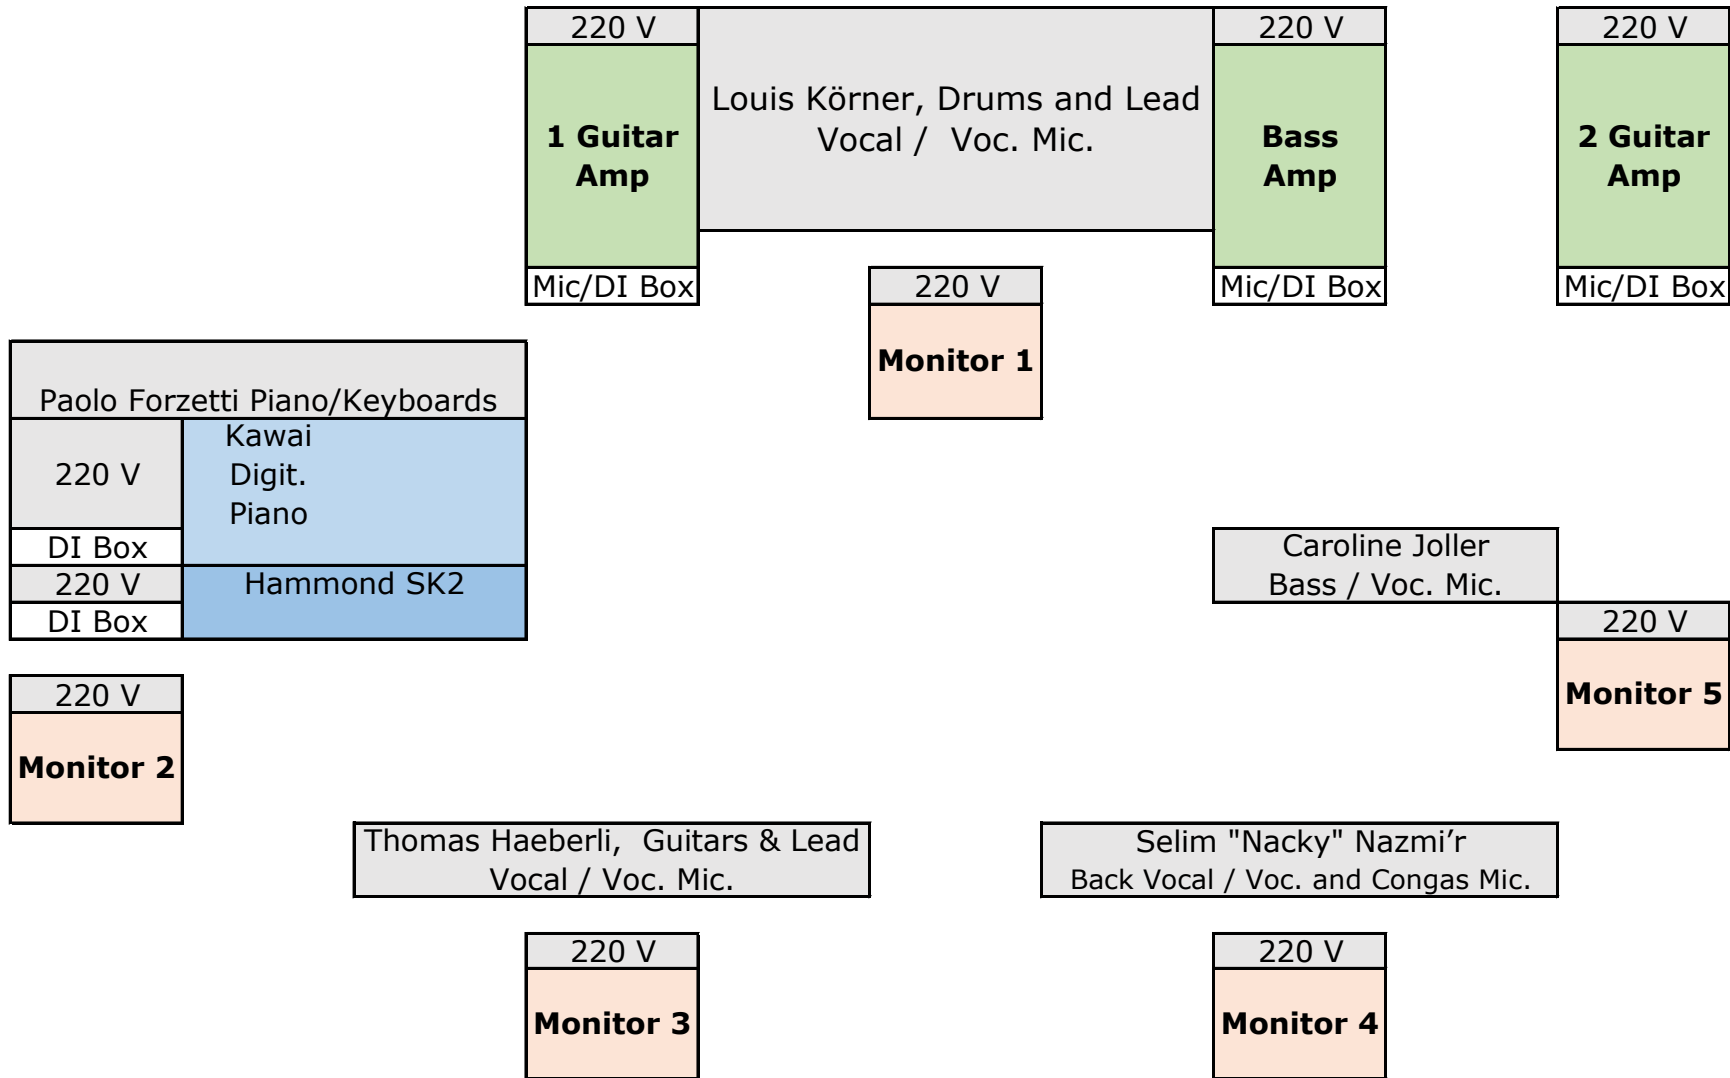 220 V
220 V
220 V
1 Guitar
Amp
Louis Körner, Drums and Lead
Vocal /  Voc. Mic.
Bass
Amp
2 Guitar
Amp
Mic/DI Box
220 V
Mic/DI Box
Mic/DI Box
Monitor 1
Paolo Forzetti Piano/Keyboards
220 V
Kawai
Digit.
Piano
DI Box
220 V
Hammond SK2
DI Box
Caroline Joller
Bass / Voc. Mic.
220 V
Monitor 5
220 V
Monitor 2
Thomas Haeberli,  Guitars & Lead
Vocal / Voc. Mic.
Selim "Nacky" Nazmi’r
Back Vocal / Voc. and Congas Mic.
220 V
Monitor 3
220 V
Monitor 4